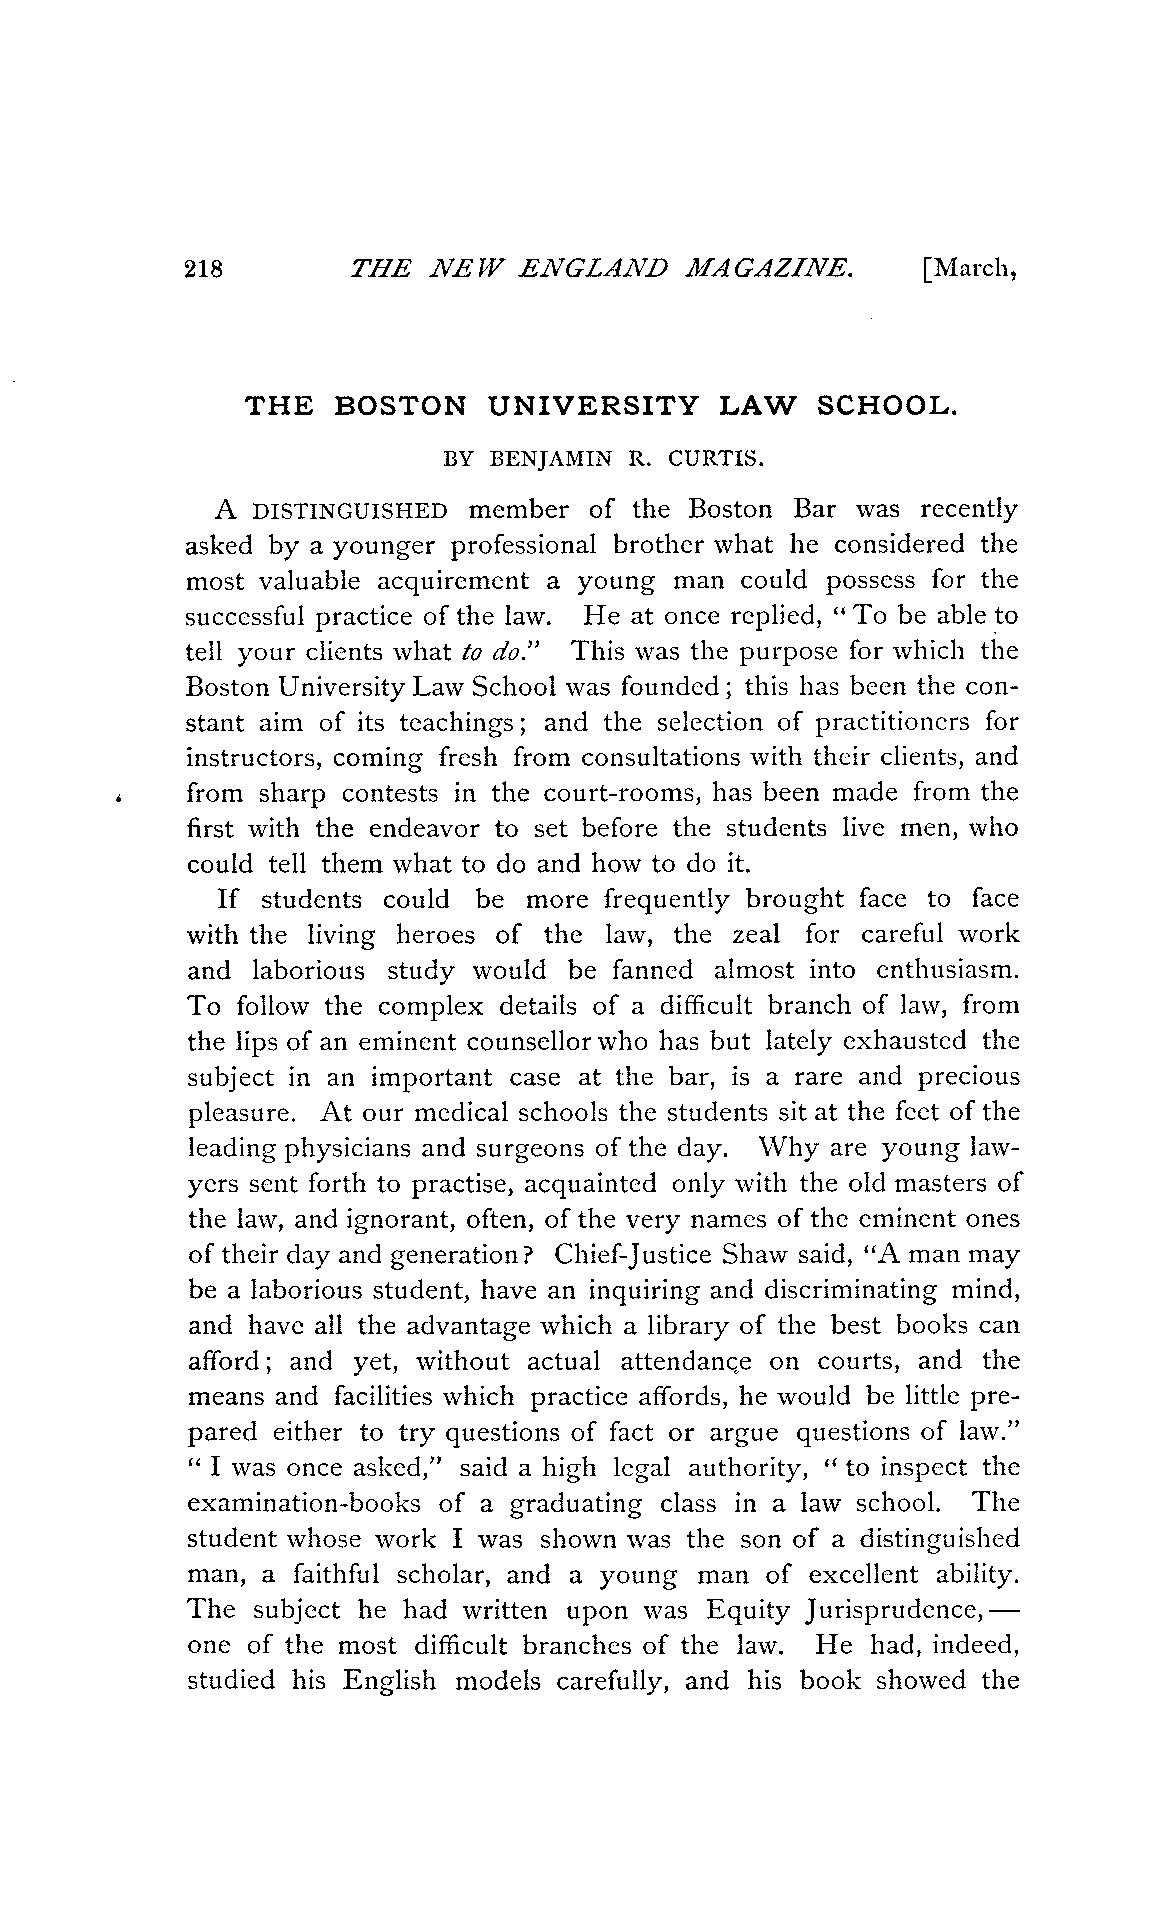 218 THE NEW ENGLAND MAGAZINE. [March,
THE BOSTON UNIVERSITY LAW SCHOOL.
BY BENJAMIN R. CURTIS.
A DISTINGUISHED member of the Boston Bar was recently
asked by a younger professional brother what he considered the
most valuable acquirement a young man could possess for the
successful practice of the law. He at once replied, “ To be able to
tell your clients what to do.” This was the purpose for which the
Boston University Law School was founded; this has been the con-
stant aim of its teachings; and the selection of practitioners for
instructors, coming fresh from consultations with their clients, and
from sharp contests in the court-rooms, has been made from the
first with the endeavor to set before the students live men, who
could tell them what to do and how to do it.
If students could be more frequently brought face to face
with the living heroes of the law, the zeal for careful work
and laborious study would be fanned almost into enthusiasm.
To follow the complex details of a difficult branch of law, from
the lips of an eminent counsellor who has but lately exhausted the
subject in an important case at the bar, is a rare and precious
pleasure. At our medical schools the students sit at the feet of the
leading physicians and surgeons of the day. Why are young law-
yers sent forth to practise, acquainted only with the old masters of
the law, and ignorant, often, of the very names of the eminent ones
of their day and generation? Chief-Justice Shaw said, “A man may
be a laborious student, have an inquiring and discriminating mind,
and have all the advantage which a library of the best books can
afford; and yet, without actual attendance on courts, and the
means and facilities which practice affords, he would be little pre-
pared either to try questions of fact or argue questions of law.”
“ I was once asked,” said a high legal authority, “ to inspect the
examination-books of a graduating class in a law school. The
student whose work I was shown was the son of a distinguished
man, a faithful scholar, and a young man of excellent ability.
The subject he had written upon was Equity Jurisprudence,—
one of the most difficult branches of the law. He had, indeed,
studied his English models carefully, and his book showed the